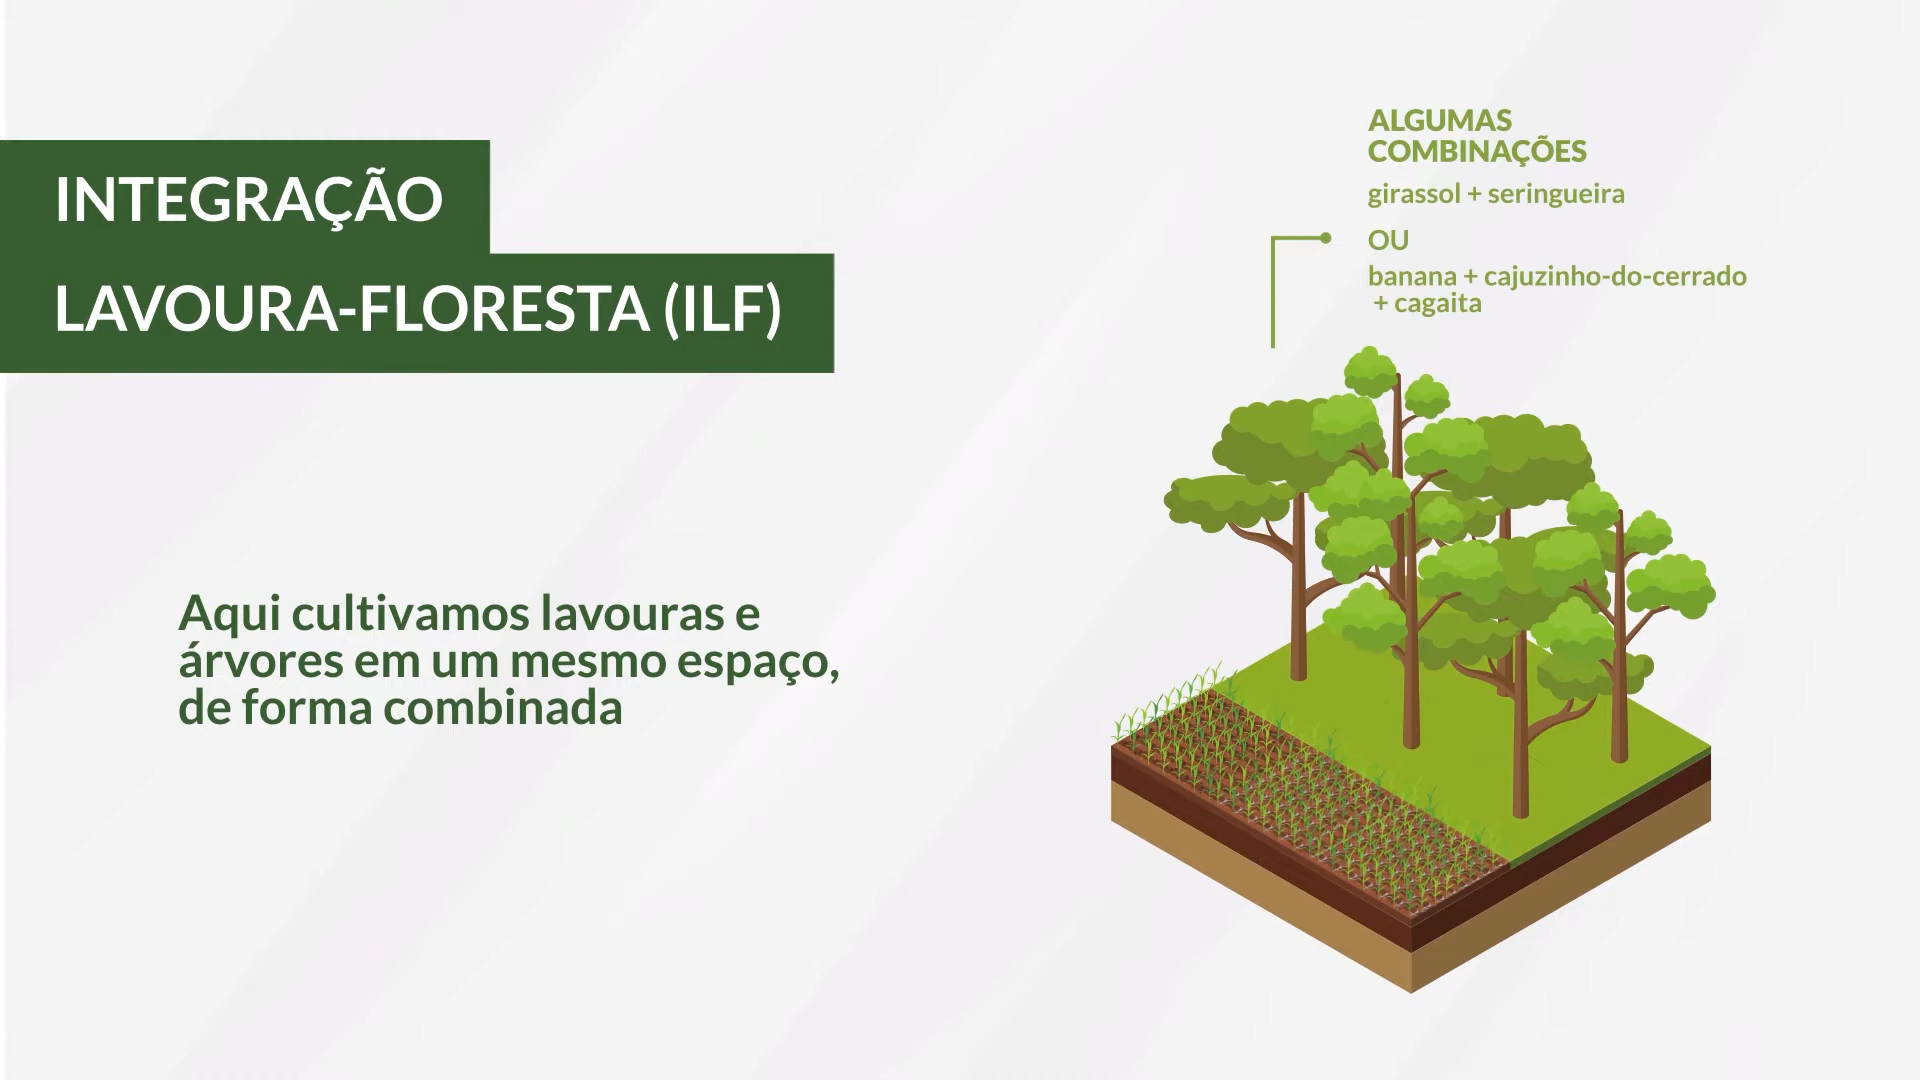 INTEGRAÇÃO
LAVOURA-FLORESTA (ILF)
Aqui cultivamos lavouras e
árvores em um mesmo espaço,
de forma combinada
ALGUMAS
COMBINAÇÕES
girassol + seringueira
OU
banana + cajuzinho-do-cerrado
+ cagaita